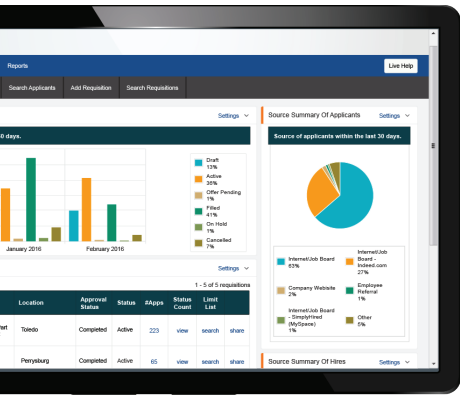 Reports
Live Help
Search Applicants
Add Requisition
Search Requisitions
Settings
Source Summary Of Applicants
Settings
0 days.
Source of applicants within the last 30 days.
Draft
13%
Active
36%
Offer Pending
1%
Filled
41%
On Hold
1%
Cancelled
7%
January 2016
February 2016
Internet/Job Board
63%
Internet/Job
Board -
Indeed.com
27%
Company Website
2%
Employee
Referral
1%
Internet/Job Board
- SimplyHired
(MySpace)
1%
Other
5%
Settings
1 - 5 of 5 requisitions
Location
Approval
Status
Status
#Apps
Status
Count
Limit
List
Part
Toledo
Completed
Active
223
view
search
share
Perrysburg
Completed
Active
65
view
search
share
Source Summary Of Hires
Settings